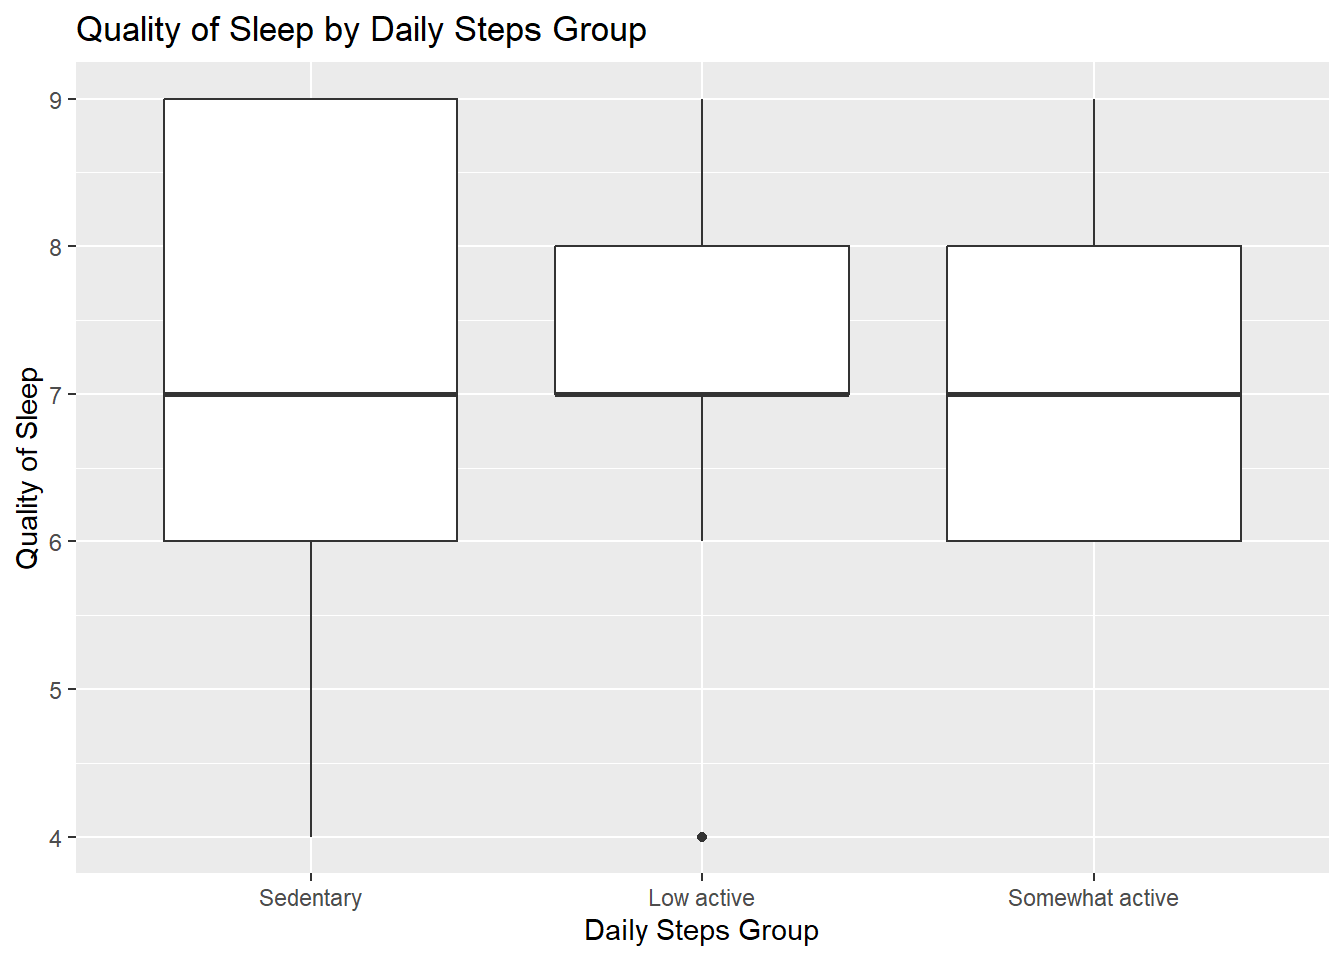 Quality of Sleep by Daily Steps Group
Quality of Sleep
9
8
7
6
5
4
Sedentary
Low active
Somewhat active
Daily Steps Group